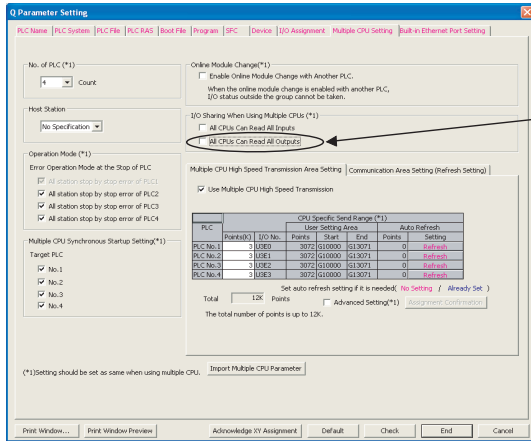 Q Parameter Setting
PLC Name PLC System PLC File PLC RAS Boot File Program SFC Device I/O Assignment Multiple CPU Setting Built-in Ethernet Port Setting
No. of PLC (*1)
4 Count
Online Module Change(*1)
Enable Online Module Change with Another PLC.
When the online module change is enabled with another PLC,
I/O status outside the group cannot be taken.
Host Station
No Specification
I/O Sharing When Using Multiple CPUs (*1)
All CPUs Can Read All Inputs
All CPUs Can Read All Outputs
Operation Mode (*1)
Error Operation Mode at the Stop of PLC
All station stop by stop error of PLC1
All station stop by stop error of PLC2
All station stop by stop error of PLC3
All station stop by stop error of PLC4
Multiple CPU High Speed Transmission Area Setting Communication Area Setting (Refresh Setting)
Use Multiple CPU High Speed Transmission
CPU Specific Send Range (*1)
PLC User Setting Area Auto Refresh
Points(K) I/O No. Points Start End Points Setting
PLC No.1 3 U3E0 3072 G10000 G13071 0 Refresh
PLC No.2 3 U3E1 3072 G10000 G13071 0 Refresh
PLC No.3 3 U3E2 3072 G10000 G13071 0 Refresh
PLC No.4 3 U3E3 3072 G10000 G13071 0 Refresh
Multiple CPU Synchronous Startup Setting(*1)
Target PLC
No.1
No.2
No.3
No.4
Set auto refresh setting if it is needed( No Setting / Already Set )
Total 12K Points Advanced Setting(*1) Assignment Confirmation
The total number of points is up to 12K.
(*1)Setting should be set as same when using multiple CPU. Import Multiple CPU Parameter
Print Window... Print Window Preview Acknowledge XY Assignment Default Check End Cancel